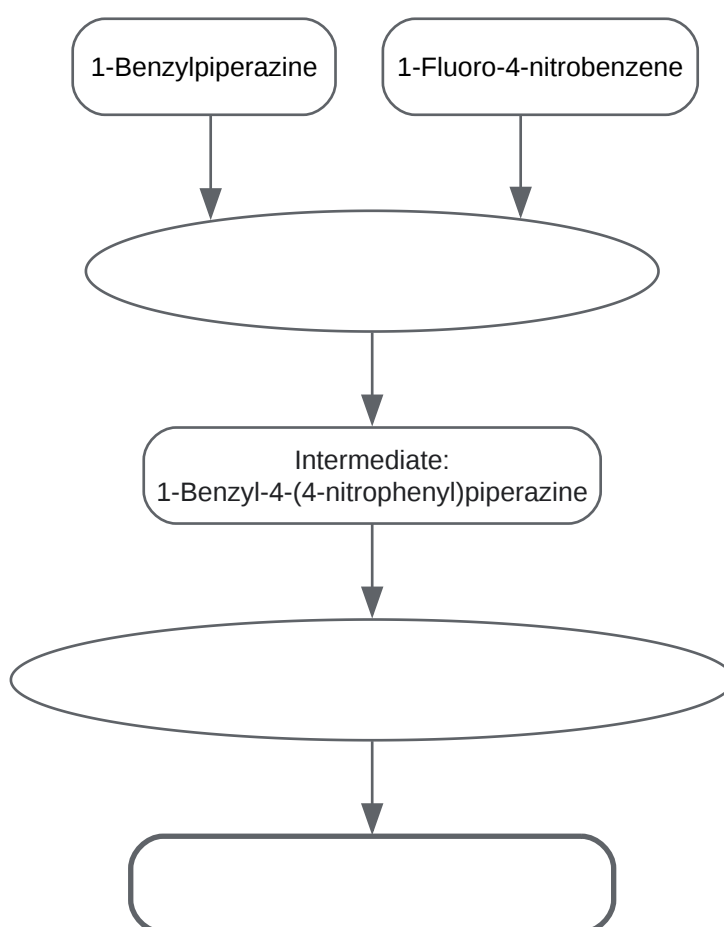 1-Benzylpiperazine
1-Fluoro-4-nitrobenzene
Intermediate:
1-Benzyl-4-(4-nitrophenyl)piperazine